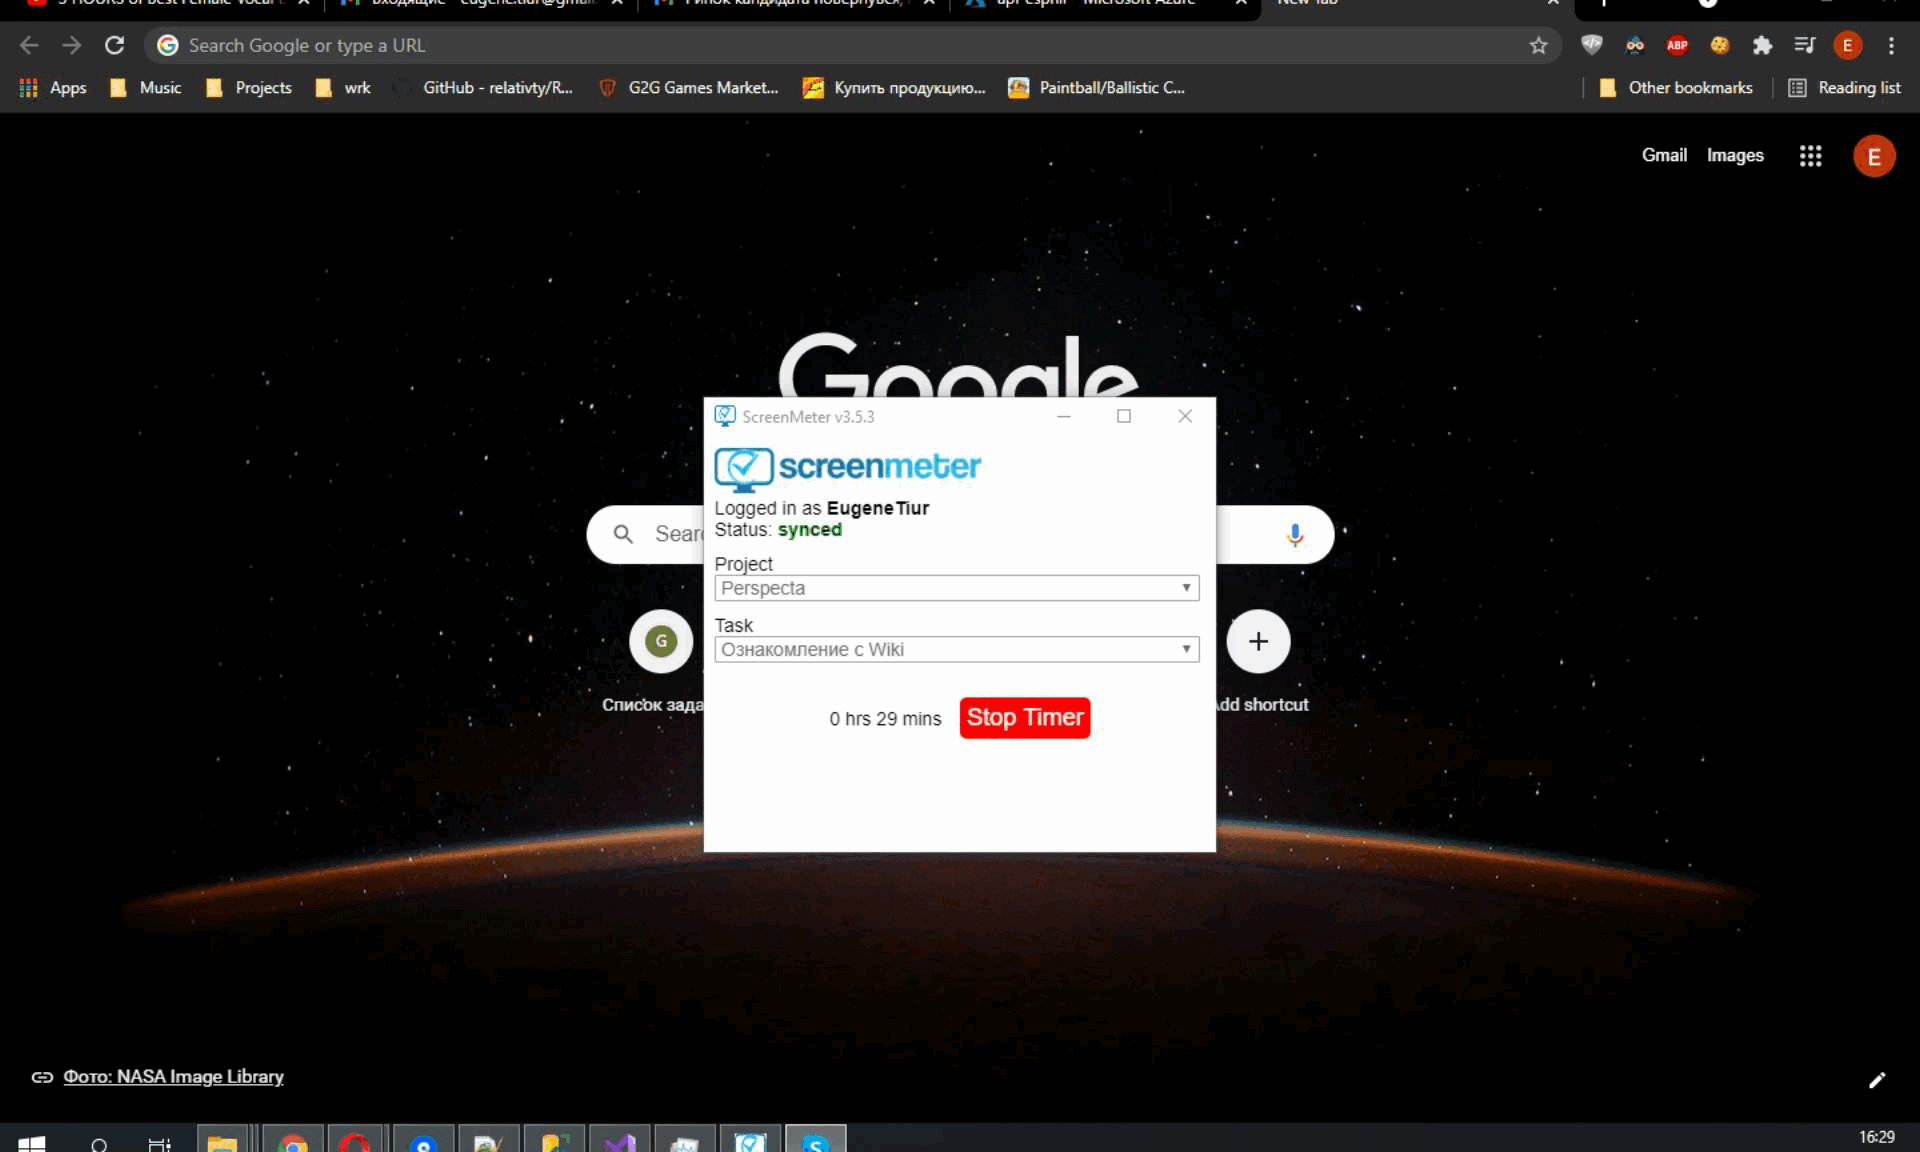 Search Google or type a URL
ABP
E
Apps
Music
Projects
wrk
GitHub - relativty/R...
G2G Games Market...
Купить продукцию...
Paintball/Ballistic C...
Other bookmarks
Reading list
Gmail
Images
E
Google
ScreenMeter v3.5.3
screenmeter
Logged in as EugeneTiur
Status: synced
Sear
Project
Perspecta
Task
Ознакомление с Wiki
G
Список зада
dd shortcut
0 hrs 29 mins
Stop Timer
Фото: NASA Image Library
16:29